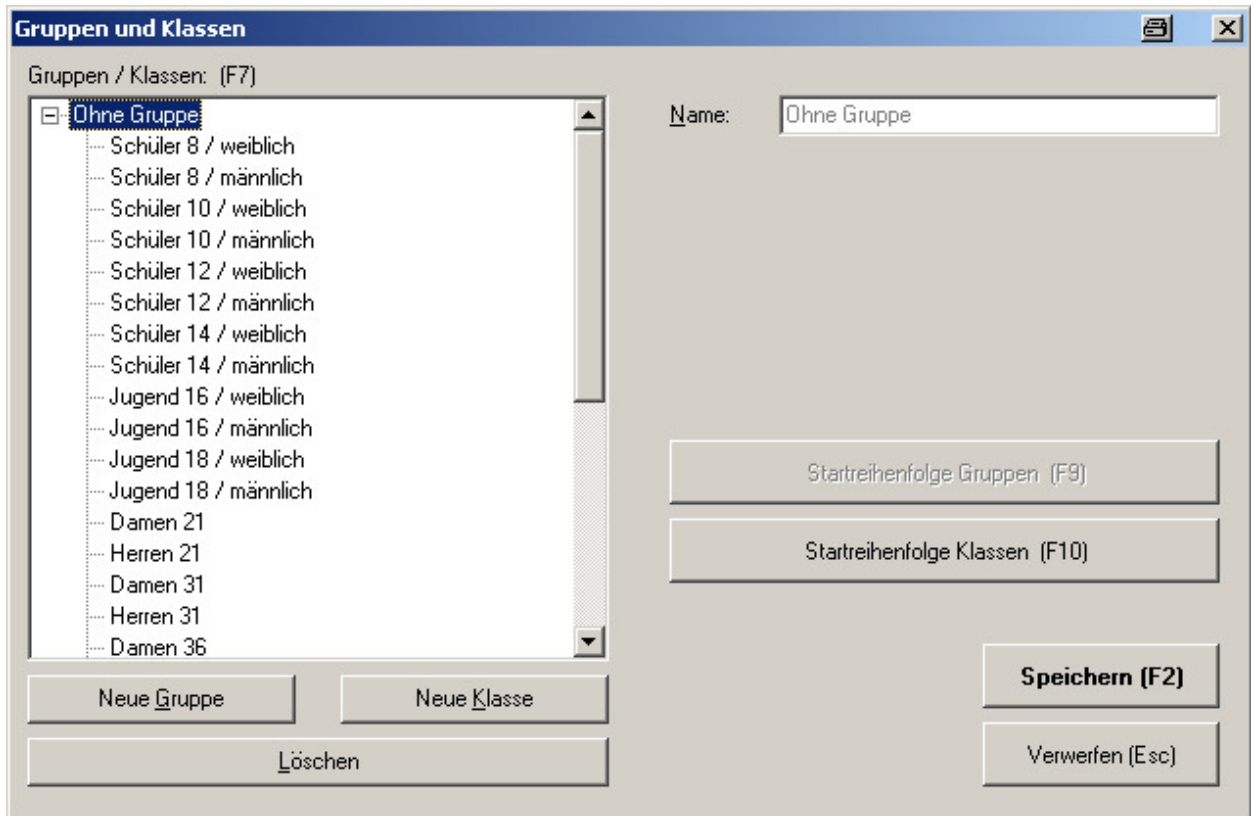 Gruppen und Klassen
Gruppen / Klassen: (F7)
Ohne Gruppe
Schüler 8 / weiblich
Schüler 8 / männlich
Schüler 10 / weiblich
Schüler 10 / männlich
Schüler 12 / weiblich
Schüler 12 / männlich
Schüler 14 / weiblich
Schüler 14 / männlich
Jugend 16 / weiblich
Jugend 16 / männlich
Jugend 18 / weiblich
Jugend 18 / männlich
Damen 21
Herren 21
Damen 31
Herren 31
Damen 36
Neue Gruppe
Neue Klasse
Löschen
Name:
Ohne Gruppe
Startreihenfolge Gruppen (F9)
Startreihenfolge Klassen (F10)
Speichern (F2)
Verwerfen (Esc)